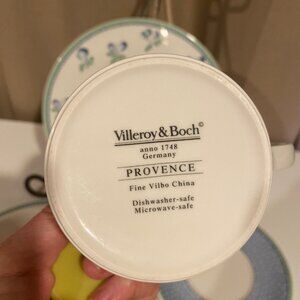 Villeroy & Boch©
anno 1748
Germany
PROVENCE
Fine Vilbo China
Dishwasher-safe
Microwave-safe